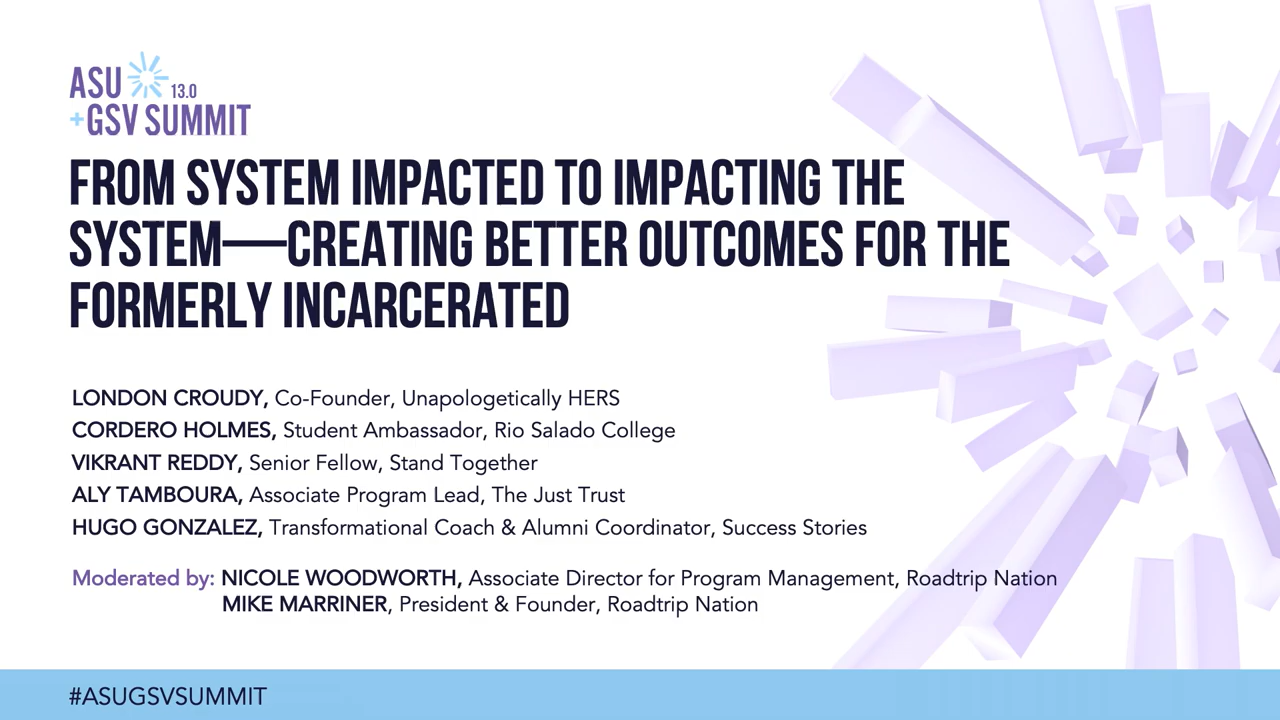 ASU 13.0
+GSV SUMMIT
FROM SYSTEM IMPACTED TO IMPACTING THE
SYSTEM—CREATING BETTER OUTCOMES FOR THE
FORMERLY INCARCERATED
LONDON CROUDY, Co-Founder, Unapologetically HERS
CORDERO HOLMES, Student Ambassador, Rio Salado College
VIKRANT REDDY, Senior Fellow, Stand Together
ALY TAMBOURA, Associate Program Lead, The Just Trust
HUGO GONZALEZ, Transformational Coach & Alumni Coordinator, Success Stories
Moderated by: NICOLE WOODWORTH, Associate Director for Program Management, Roadtrip Nation
MIKE MARRINER, President & Founder, Roadtrip Nation
#ASUGSVSUMMIT